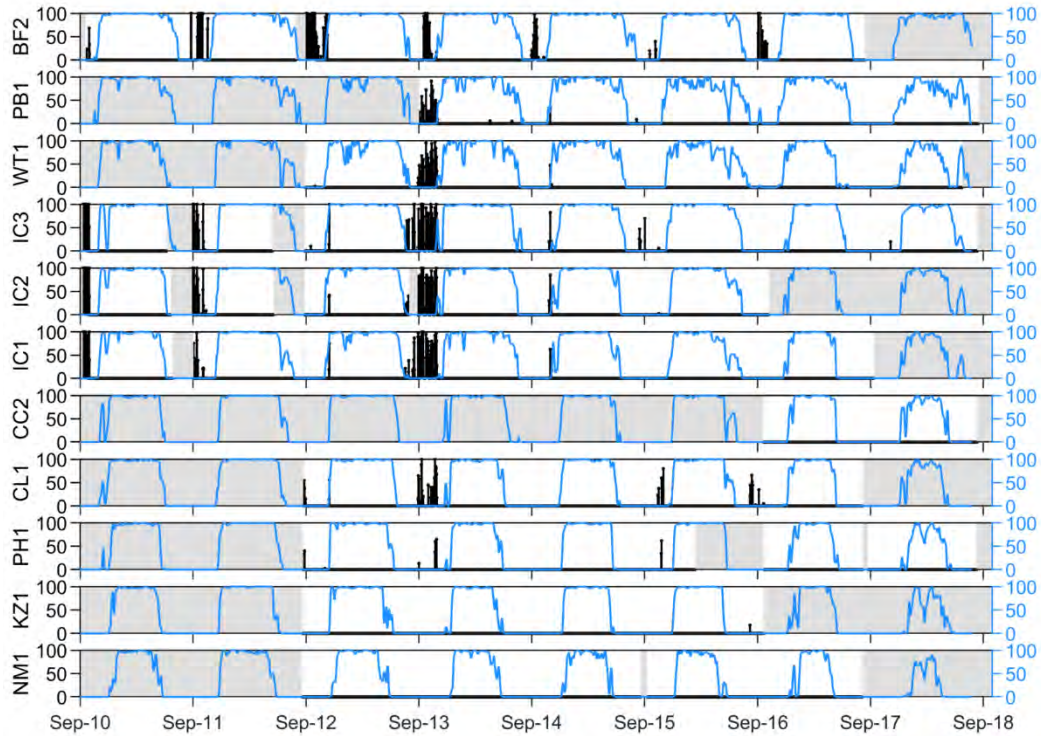 BF2 100 50 0 100 50 0
PB1 100 50 0 100 50 0
WT1 100 50 0 100 50 0
IC3 100 50 0 100 50 0
IC2 100 50 0 100 50 0
IC1 100 50 0 100 50 0
CC2 100 50 0 100 50 0
CL1 100 50 0 100 50 0
PH1 100 50 0 100 50 0
KZ1 100 50 0 100 50 0
NM1 100 50 0 100 50 0
Sep-10 Sep-11 Sep-12 Sep-13 Sep-14 Sep-15 Sep-16 Sep-17 Sep-18